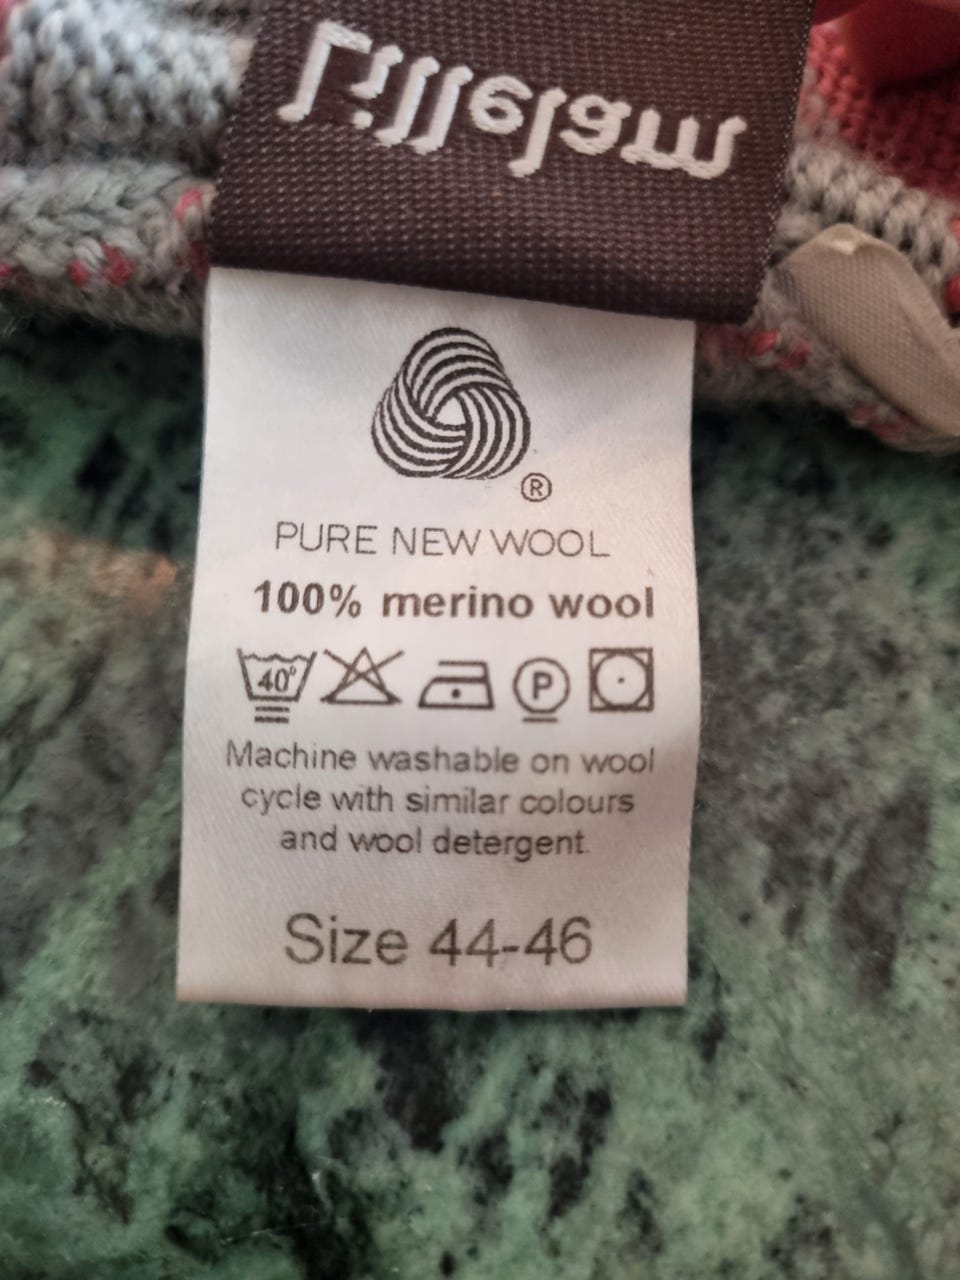 Lillelam
®
PURE NEW WOOL
100% merino wool
40° P
Machine washable on wool
cycle with similar colours
and wool detergent
Size 44-46